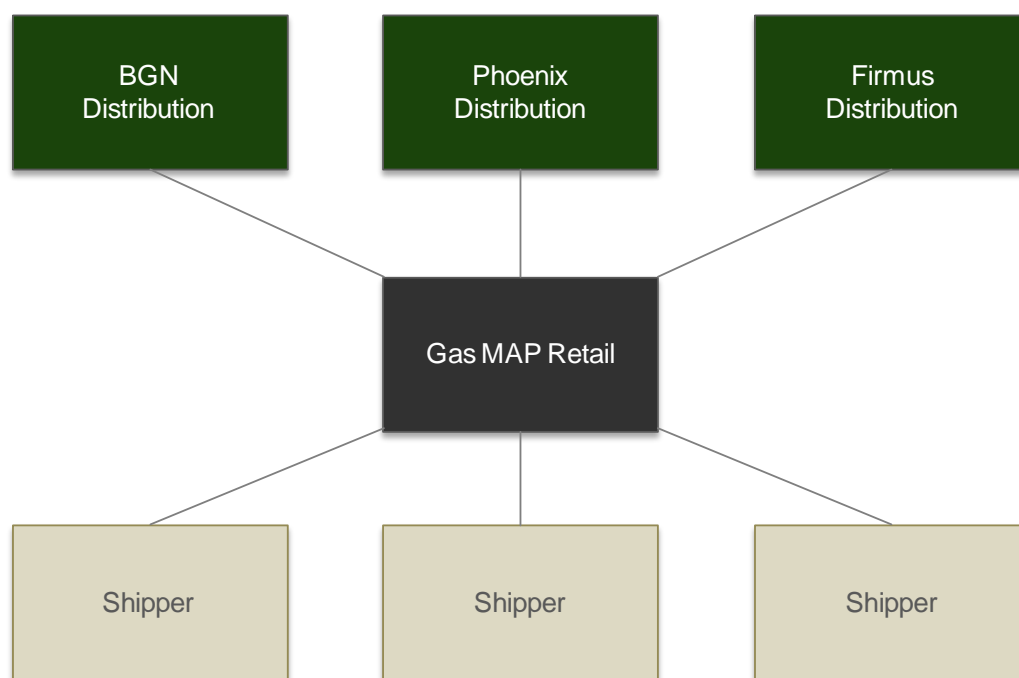 BGN
Distribution
Phoenix
Distribution
Firmus
Distribution
Gas MAP Retail
Shipper
Shipper
Shipper